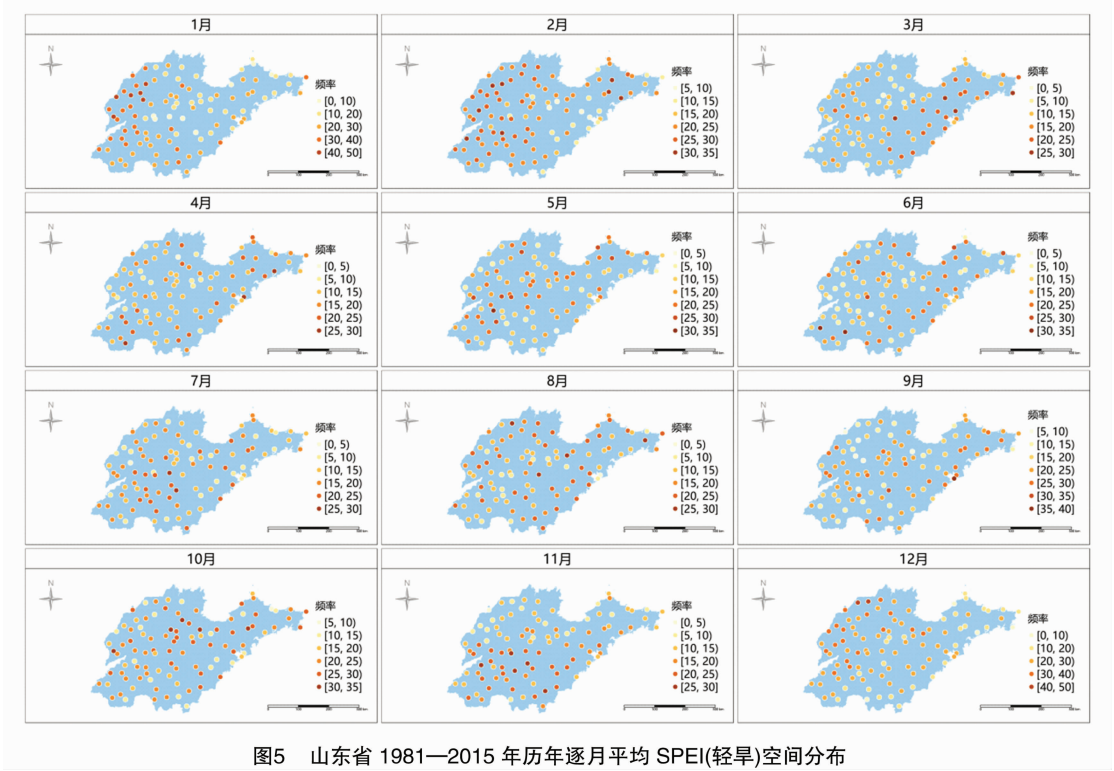 1月
N
频率
[0, 10)
[10, 20)
[20, 30)
[30, 40)
[40, 50]
2月
N
频率
[5, 10)
[10, 15)
[15, 20)
[20, 25)
[25, 30)
[30, 35]
3月
N
频率
[0, 5)
[5, 10)
[10, 15)
[15, 20)
[20, 25)
[25, 30]
4月
N
频率
[0, 5)
[5, 10)
[10, 15)
[15, 20)
[20, 25)
[25, 30]
5月
N
频率
[0, 5)
[5, 10)
[10, 15)
[15, 20)
[20, 25)
[25, 30)
[30, 35]
6月
N
频率
[0, 5)
[5, 10)
[10, 15)
[15, 20)
[20, 25)
[25, 30)
[30, 35]
7月
N
频率
[0, 5)
[5, 10)
[10, 15)
[15, 20)
[20, 25)
[25, 30]
8月
N
频率
[0, 5)
[5, 10)
[10, 15)
[15, 20)
[20, 25)
[25, 30]
9月
N
频率
[5, 10)
[10, 15)
[15, 20)
[20, 25)
[25, 30)
[30, 35)
[35, 40]
10月
N
频率
[5, 10)
[10, 15)
[15, 20)
[20, 25)
[25, 30)
[30, 35]
11月
N
频率
[0, 5)
[5, 10)
[10, 15)
[15, 20)
[20, 25)
[25, 30]
12月
N
频率
[0, 10)
[10, 20)
[20, 30)
[30, 40)
[40, 50]
图5 山东省 1981—2015 年历年逐月平均 SPEI(轻旱)空间分布